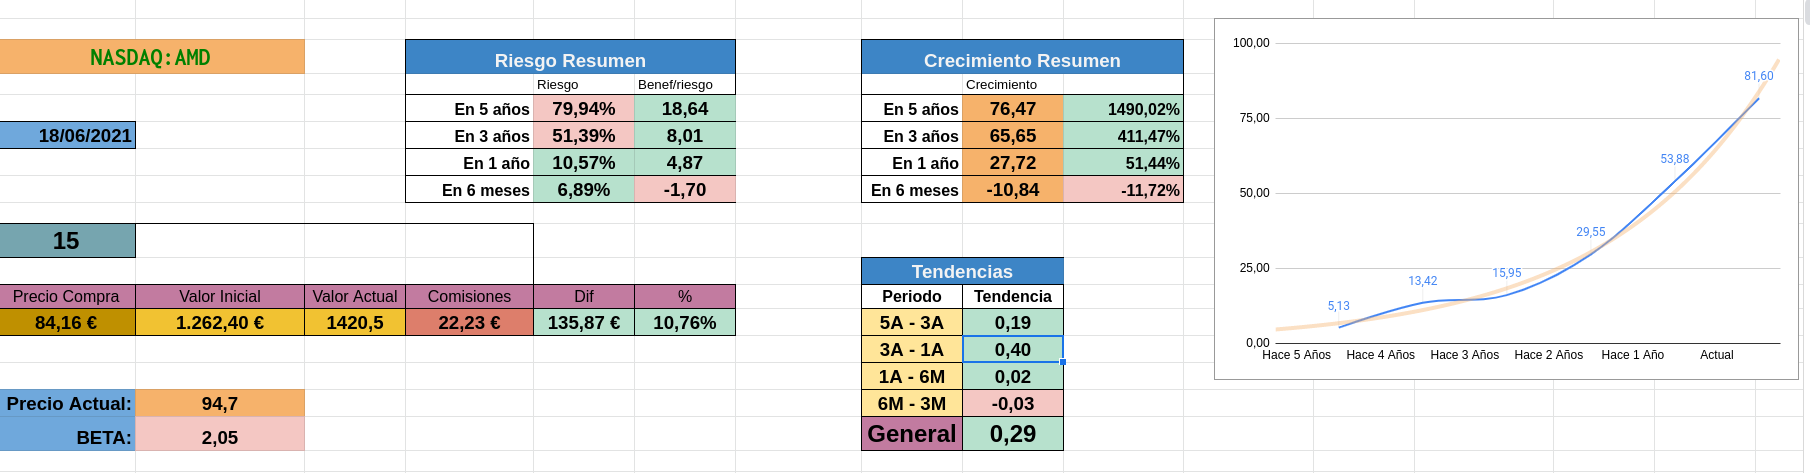 NASDAQ:AMD
18/06/2021
Riesgo Resumen
Riesgo Benef/riesgo
En 5 años 79,94% 18,64
En 3 años 51,39% 8,01
En 1 año 10,57% 4,87
En 6 meses 6,89% -1,70
Crecimiento Resumen
Crecimiento
En 5 años 76,47 1490,02%
En 3 años 65,65 411,47%
En 1 año 27,72 51,44%
En 6 meses -10,84 -11,72%
15
Precio Compra Valor Inicial Valor Actual Comisiones Dif %
84,16 € 1.262,40 € 1420,5 22,23 € 135,87 € 10,76%
Precio Actual: 94,7
BETA: 2,05
Tendencias
Periodo Tendencia
5A - 3A 0,19
3A - 1A 0,40
1A - 6M 0,02
6M - 3M -0,03
General 0,29
100,00
81,60
75,00
53,88
50,00
29,55
25,00
15,95
13,42
5,13
0,00
Hace 5 Años Hace 4 Años Hace 3 Años Hace 2 Años Hace 1 Año Actual